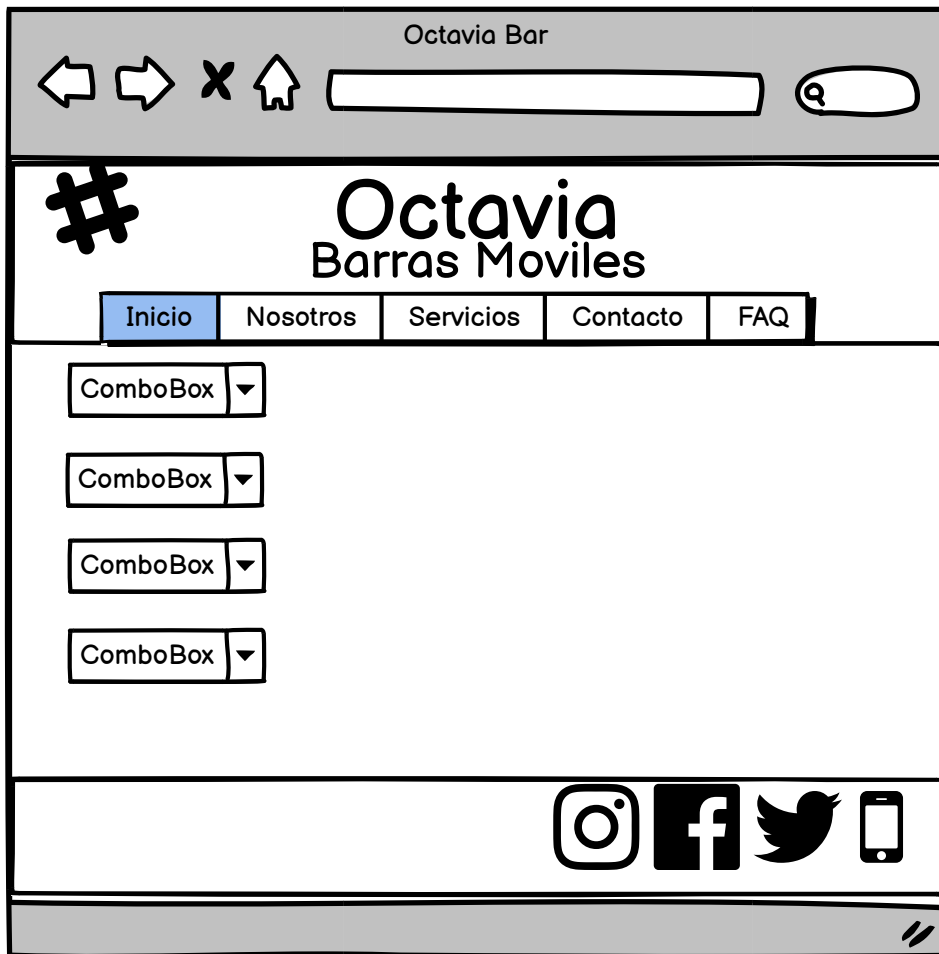 Octavia Bar
Octavia
Barras Moviles
Inicio Nosotros Servicios Contacto FAQ
ComboBox
ComboBox
ComboBox
ComboBox